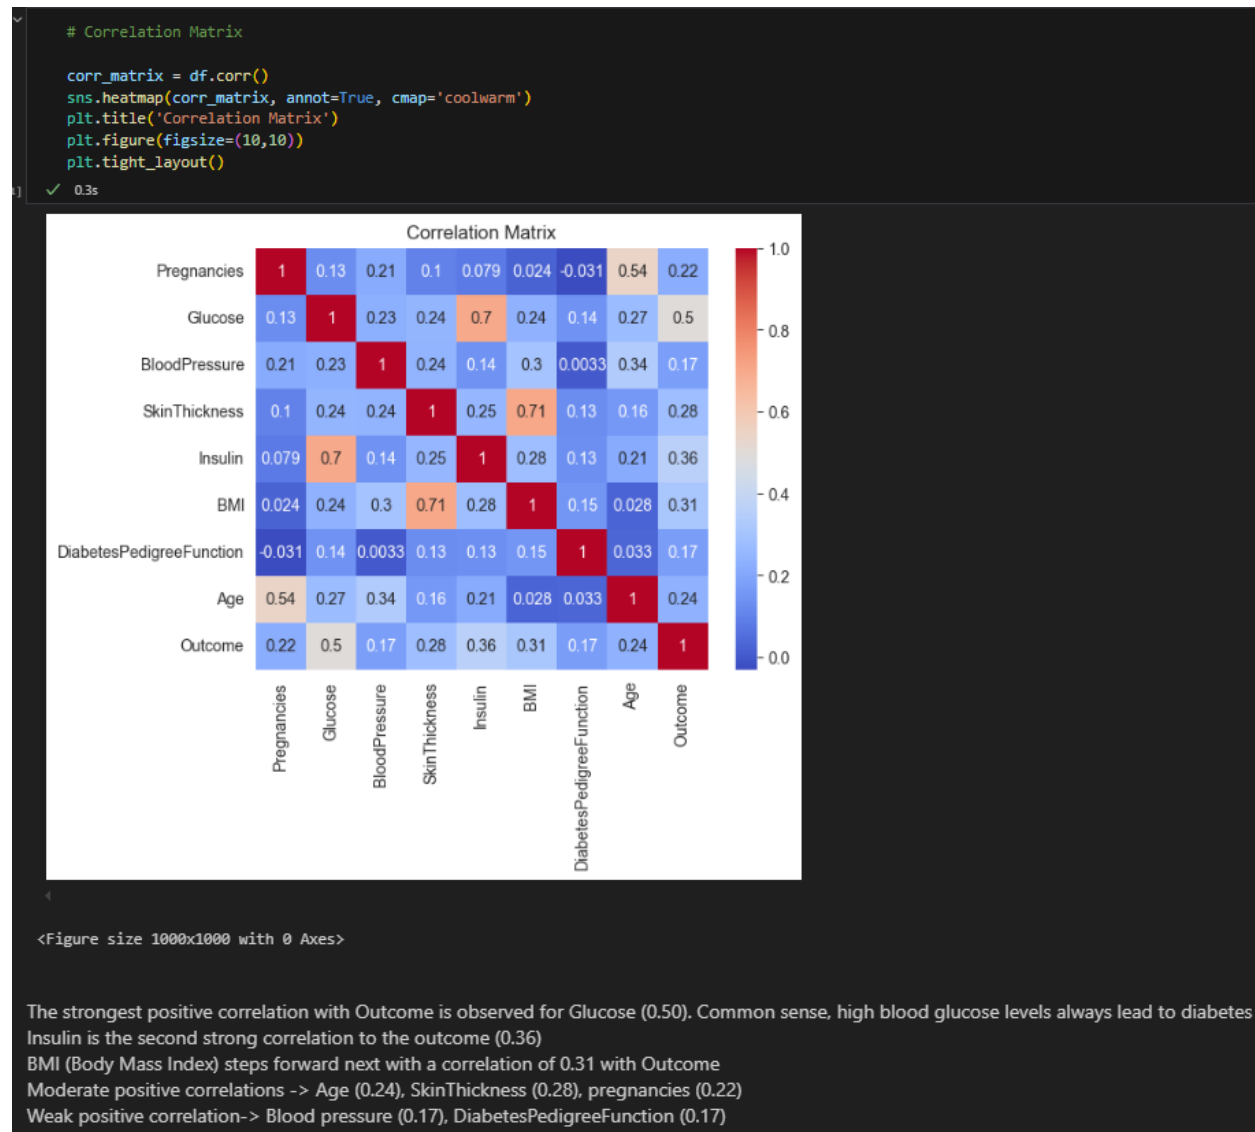 # Correlation Matrix
corr_matrix = df.corr()
sns.heatmap(corr_matrix, annot=True, cmap='coolwarm')
plt.title('Correlation Matrix')
plt.figure(figsize=(10,10))
plt.tight_layout()
0.3s
Correlation Matrix
Pregnancies 1 0.13 0.21 0.1 0.079 0.024 -0.031 0.54 0.22
Glucose 0.13 1 0.23 0.24 0.7 0.24 0.14 0.27 0.5
BloodPressure 0.21 0.23 1 0.24 0.14 0.3 0.0033 0.34 0.17
SkinThickness 0.1 0.24 0.24 1 0.25 0.71 0.13 0.16 0.28
Insulin 0.079 0.7 0.14 0.25 1 0.28 0.13 0.21 0.36
BMI 0.024 0.24 0.3 0.71 0.28 1 0.15 0.028 0.31
DiabetesPedigreeFunction -0.031 0.14 0.0033 0.13 0.13 0.15 1 0.033 0.17
Age 0.54 0.27 0.34 0.16 0.21 0.028 0.033 1 0.24
Outcome 0.22 0.5 0.17 0.28 0.36 0.31 0.17 0.24 1
Pregnancies
Glucose
BloodPressure
SkinThickness
Insulin
BMI
DiabetesPedigreeFunction
Age
Outcome
1.0
0.8
0.6
0.4
0.2
0.0
<Figure size 1000x1000 with 0 Axes>
The strongest positive correlation with Outcome is observed for Glucose (0.50). Common sense, high blood glucose levels always lead to diabetes
Insulin is the second strong correlation to the outcome (0.36)
BMI (Body Mass Index) steps forward next with a correlation of 0.31 with Outcome
Moderate positive correlations -> Age (0.24), SkinThickness (0.28), pregnancies (0.22)
Weak positive correlation-> Blood pressure (0.17), DiabetesPedigreeFunction (0.17)